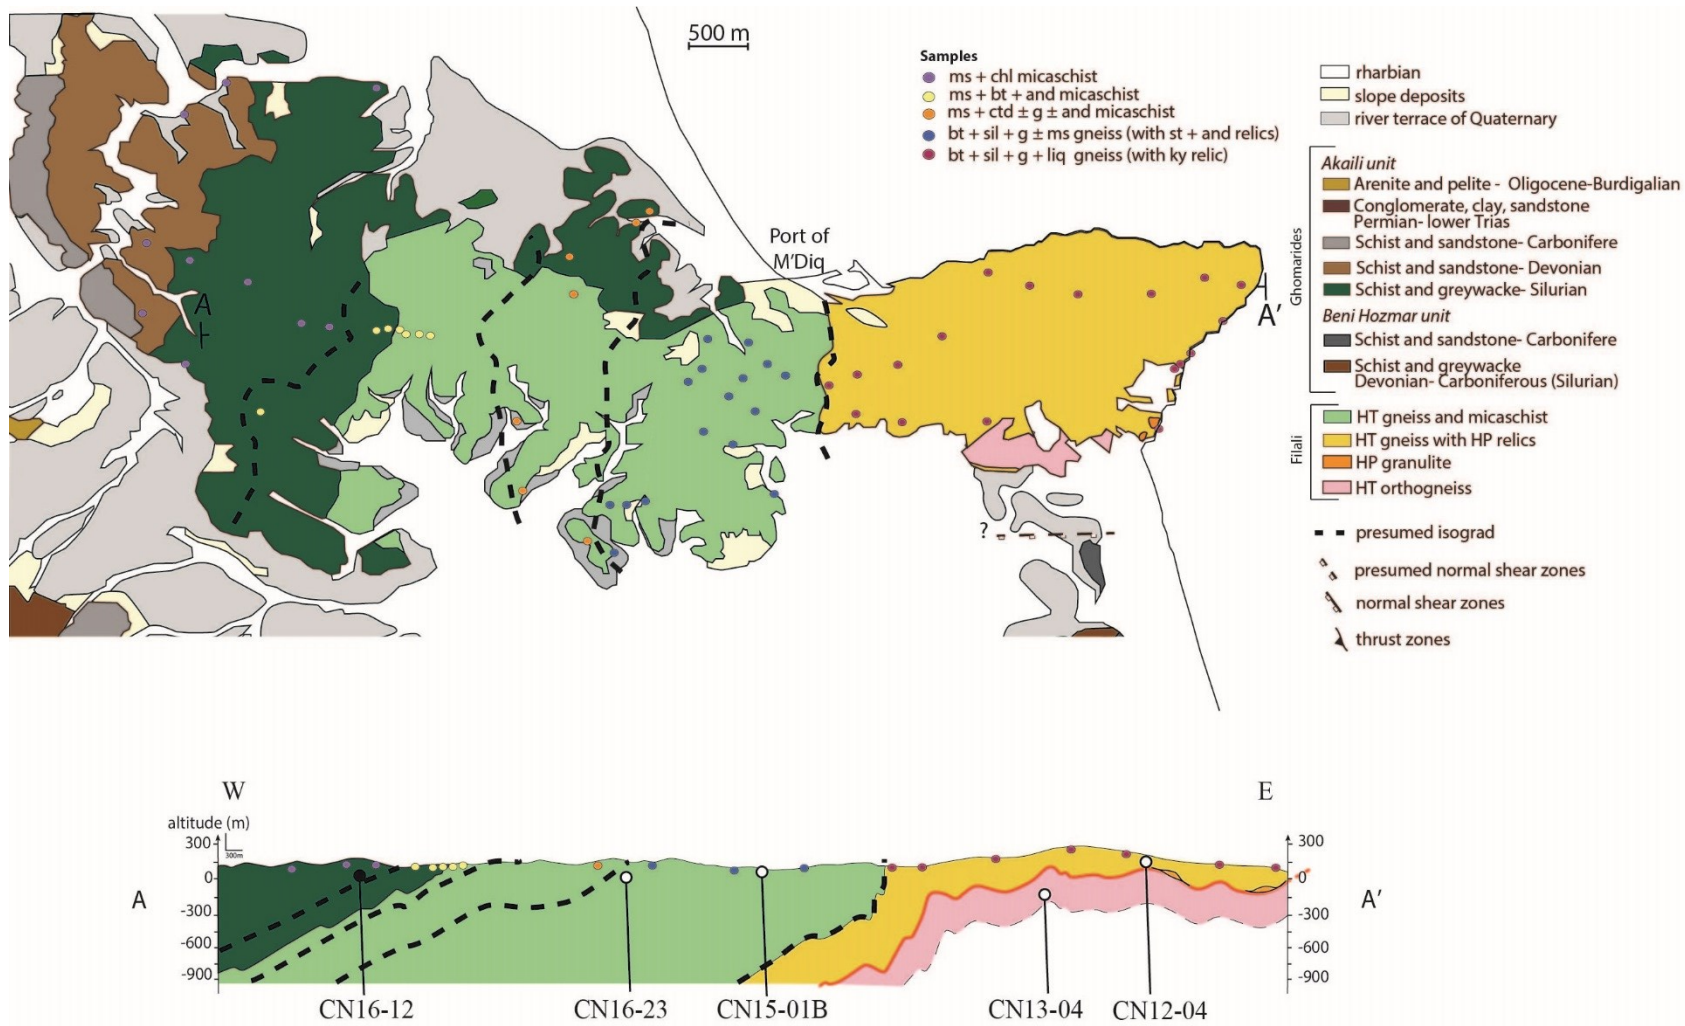 500 m
Samples
ms + chl micaschist
ms + bt + and micaschist
ms + ctd ± g ± and micaschist
bt + sil + g ± ms gneiss (with st + and relics)
bt + sil + g + liq gneiss (with ky relic)
rharbian
slope deposits
river terrace of Quaternary
Ghomarides
Akaili unit
Arenite and pelite - Oligocene-Burdigalian
Conglomerate, clay, sandstone
Permian- lower Trias
Schist and sandstone- Carbonifere
Schist and sandstone- Devonian
Schist and greywacke- Silurian
Beni Hozmar unit
Schist and sandstone- Carbonifere
Schist and greywacke
Devonian- Carboniferous (Silurian)
Filali
HT gneiss and micaschist
HT gneiss with HP relics
HP granulite
HT orthogneiss
presumed isograd
presumed normal shear zones
normal shear zones
thrust zones
Port of
M'Diq
A
A'
?
W
E
altitude (m)
300
0
-300
-600
-900
300m
300
0
-300
-600
-900
A
A'
CN16-12
CN16-23
CN15-01B
CN13-04
CN12-04